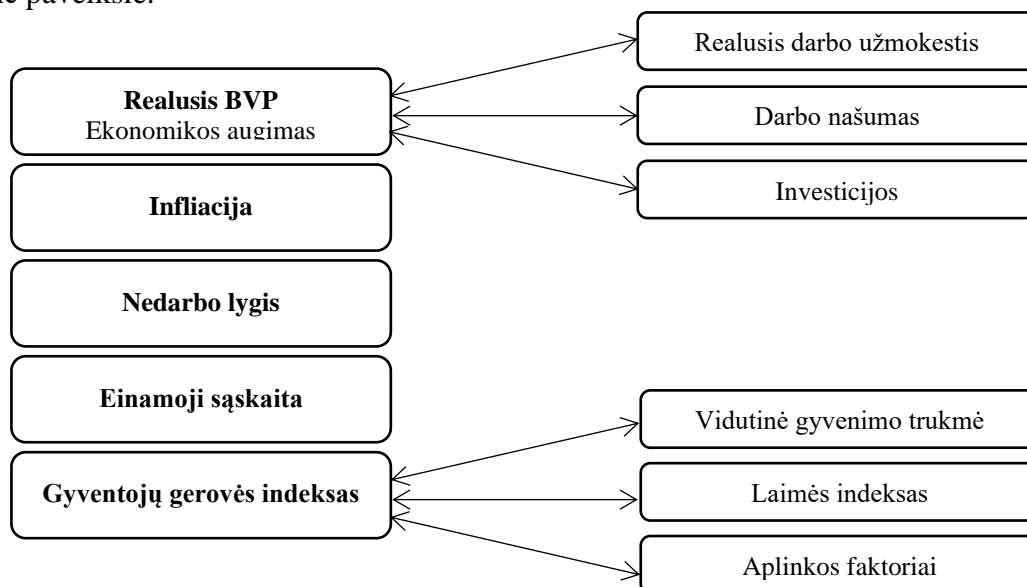 Realusis darbo užmokestis
Realusis BVP
Ekonomikos augimas
Darbo našumas
Investicijos
Infliacija
Nedarbo lygis
Einamoji sąskaita
Vidutinė gyvenimo trukmė
Gyventojų gerovės indeksas
Laimės indeksas
Aplinkos faktoriai